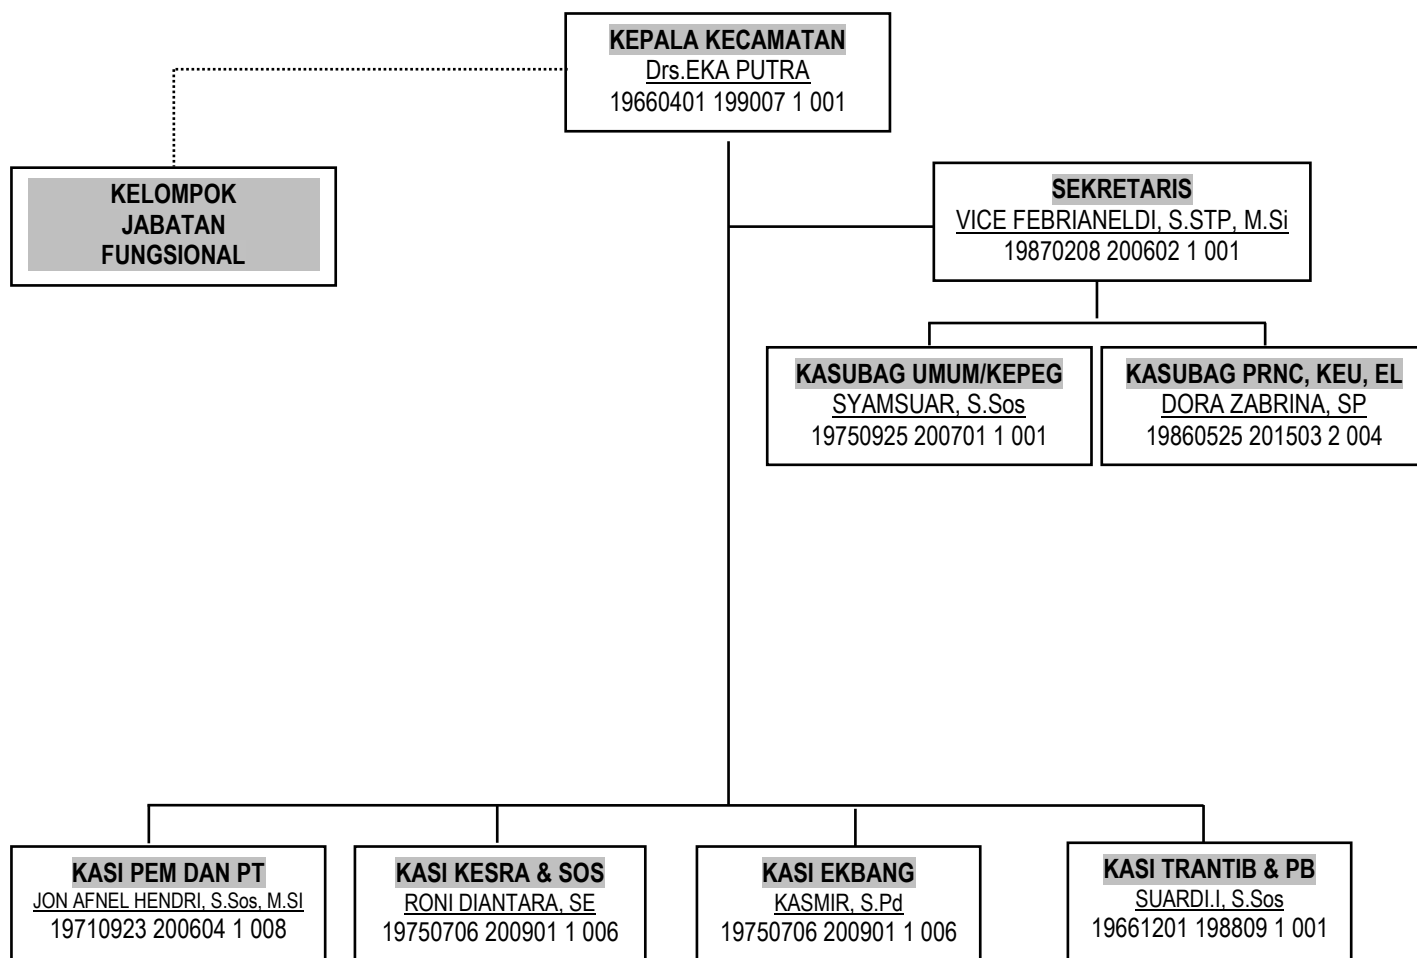 KEPALA KECAMATAN
Drs.EKA PUTRA
19660401 199007 1 001
KELOMPOK
JABATAN
FUNGSIONAL
SEKRETARIS
VICE FEBRIANELDI, S.STP, M.Si
19870208 200602 1 001
KASUBAG UMUM/KEPEG
SYAMSUAR, S.Sos
19750925 200701 1 001
KASUBAG PRNC, KEU, EL
DORA ZABRINA, SP
19860525 201503 2 004
KASI PEM DAN PT
JON AFNEL HENDRI, S.Sos, M.SI
19710923 200604 1 008
KASI KESRA & SOS
RONI DIANTARA, SE
19750706 200901 1 006
KASI EKBANG
KASMIR, S.Pd
19750706 200901 1 006
KASI TRANTIB & PB
SUARDI.I, S.Sos
19661201 198809 1 001